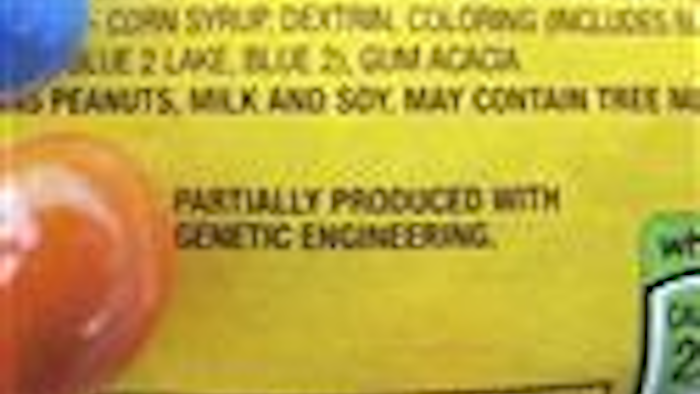 CORN SYRUP, DEXTRIN, COLORING (INCLUDES
BLUE 2 LAKE, BLUE 2), GUM ACACIA
PEANUTS, MILK AND SOY. MAY CONTAIN TREE
PARTIALLY PRODUCED WITH
GENETIC ENGINEERING.